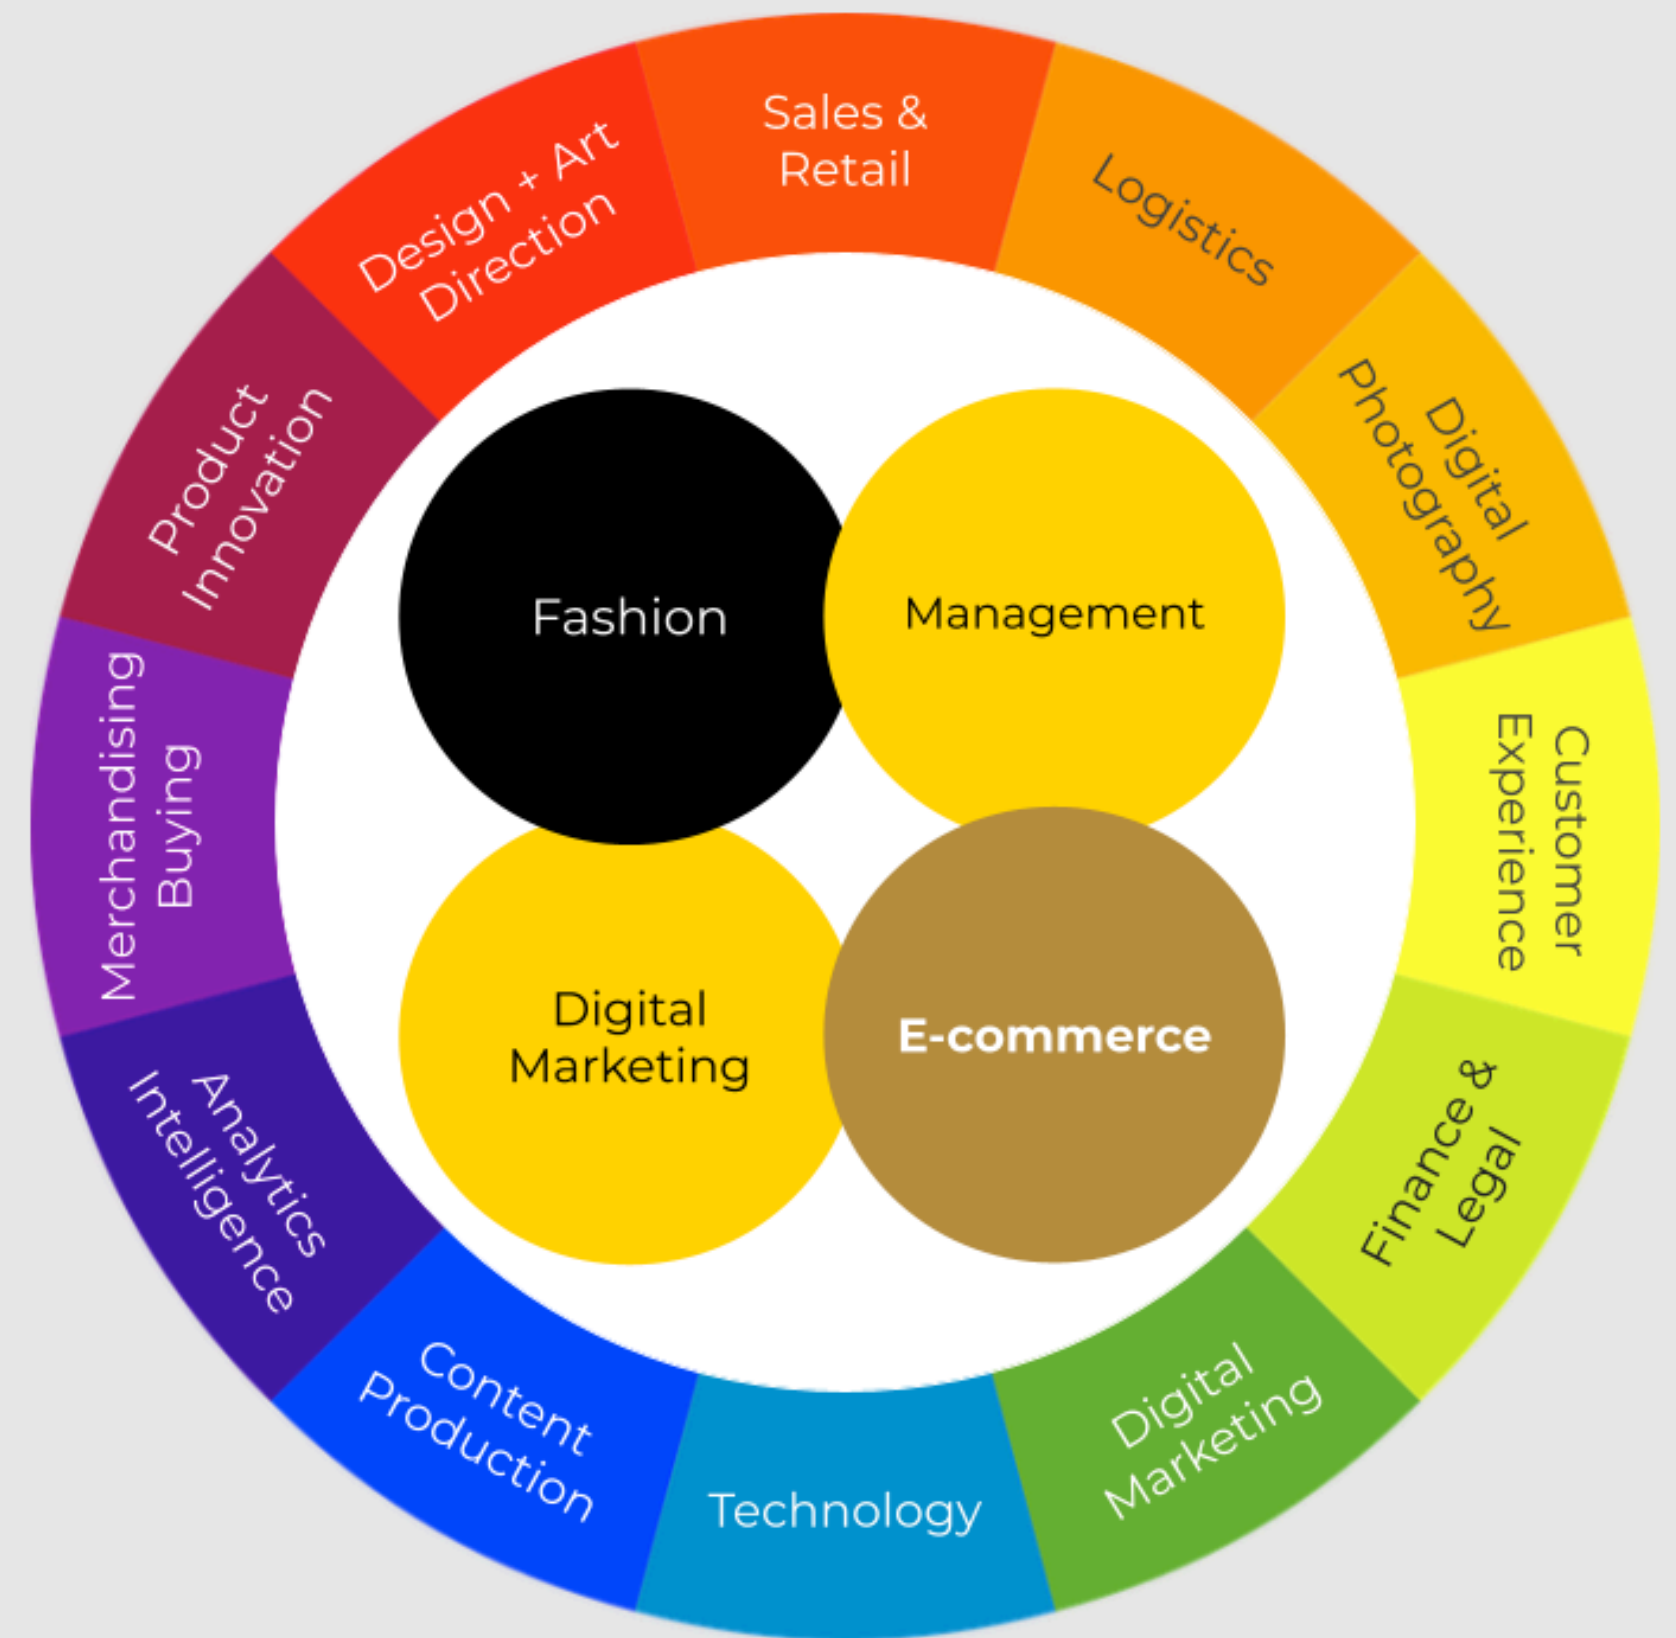 Sales &
Retail
Logistics
Digital
Photography
Customer
Experience
Finance &
Legal
Digital
Marketing
Technology
Content
Production
Analytics
Intelligence
Merchandising
Buying
Product
Innovation
Design + Art
Direction
Fashion
Management
Digital
Marketing
E-commerce